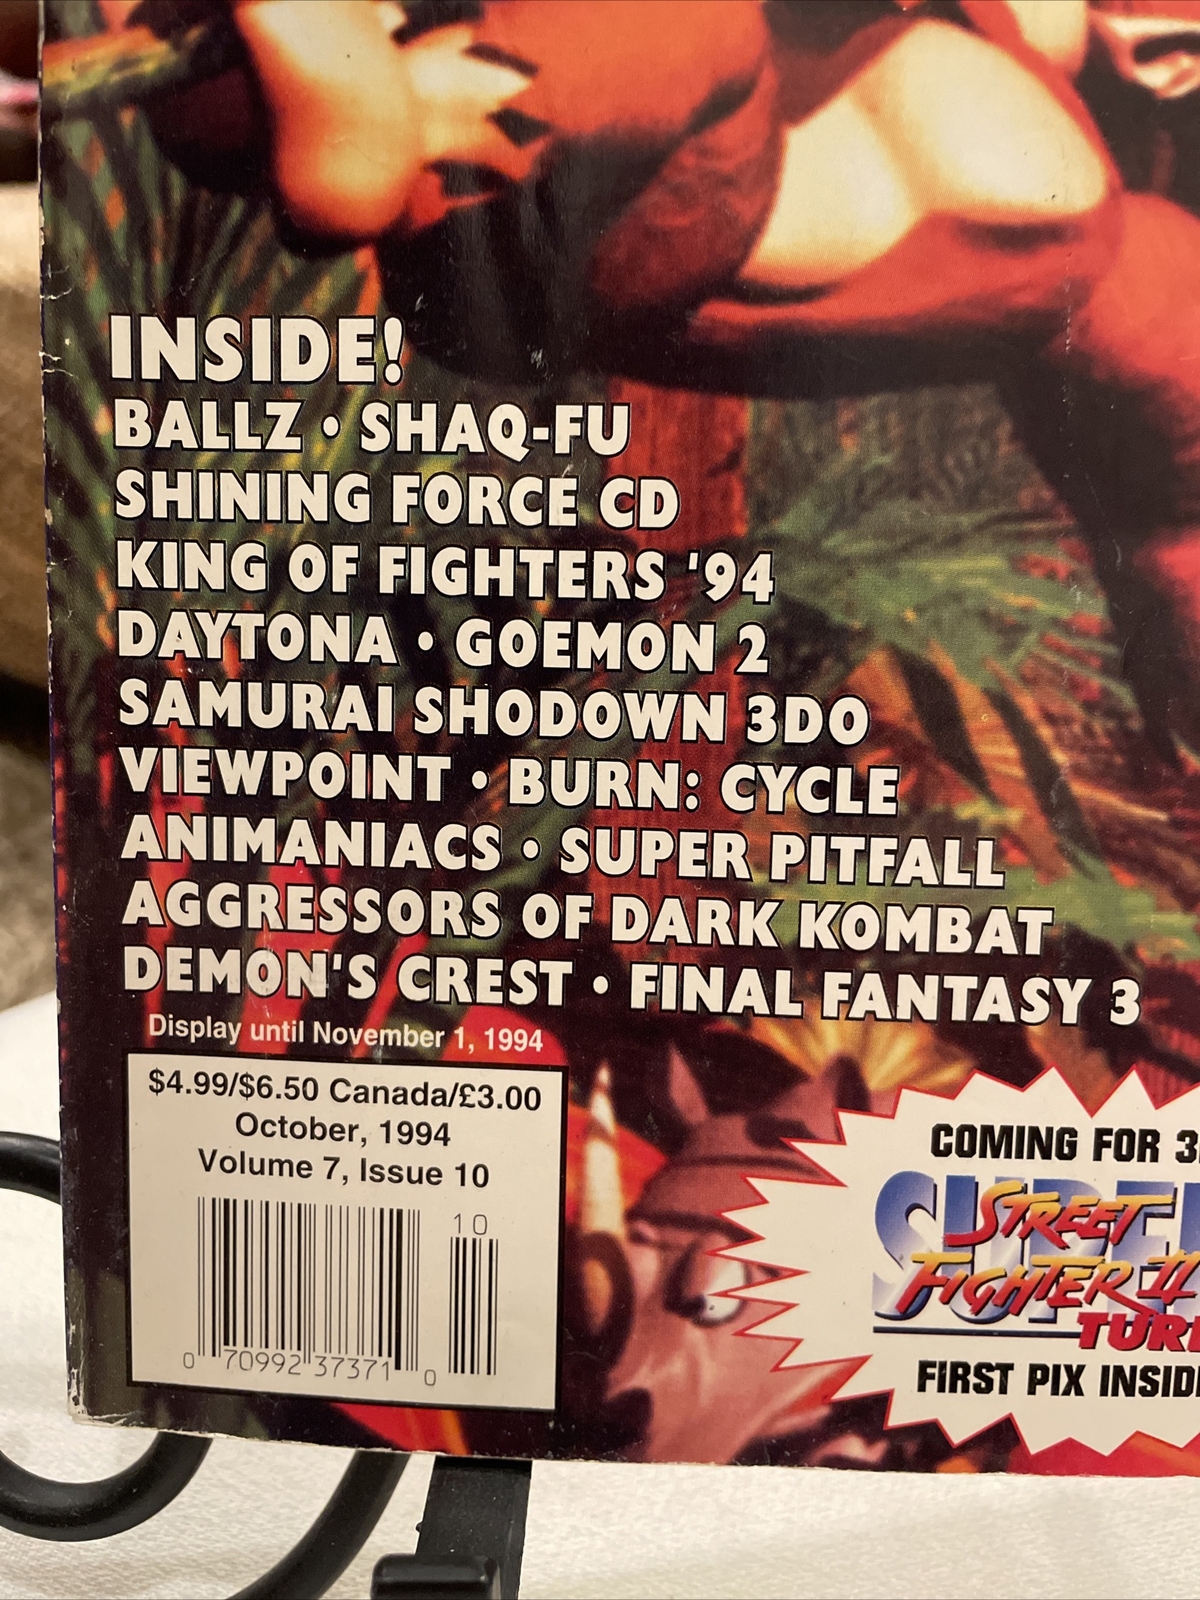 INSIDE!
BALLZ • SHAQ-FU
SHINING FORCE CD
KING OF FIGHTERS '94
DAYTONA • GOEMON 2
SAMURAI SHODOWN 3DO
VIEWPOINT • BURN: CYCLE
ANIMANIACS • SUPER PITFALL
AGGRESSORS OF DARK KOMBAT
DEMON'S CREST • FINAL FANTASY 3
Display until November 1, 1994
$4.99/$6.50 Canada/£3.00
October, 1994
Volume 7, Issue 10
10
0 70992 37371 0
COMING FOR
SUPER
STREET
FIGHTER II
FIRST PIX